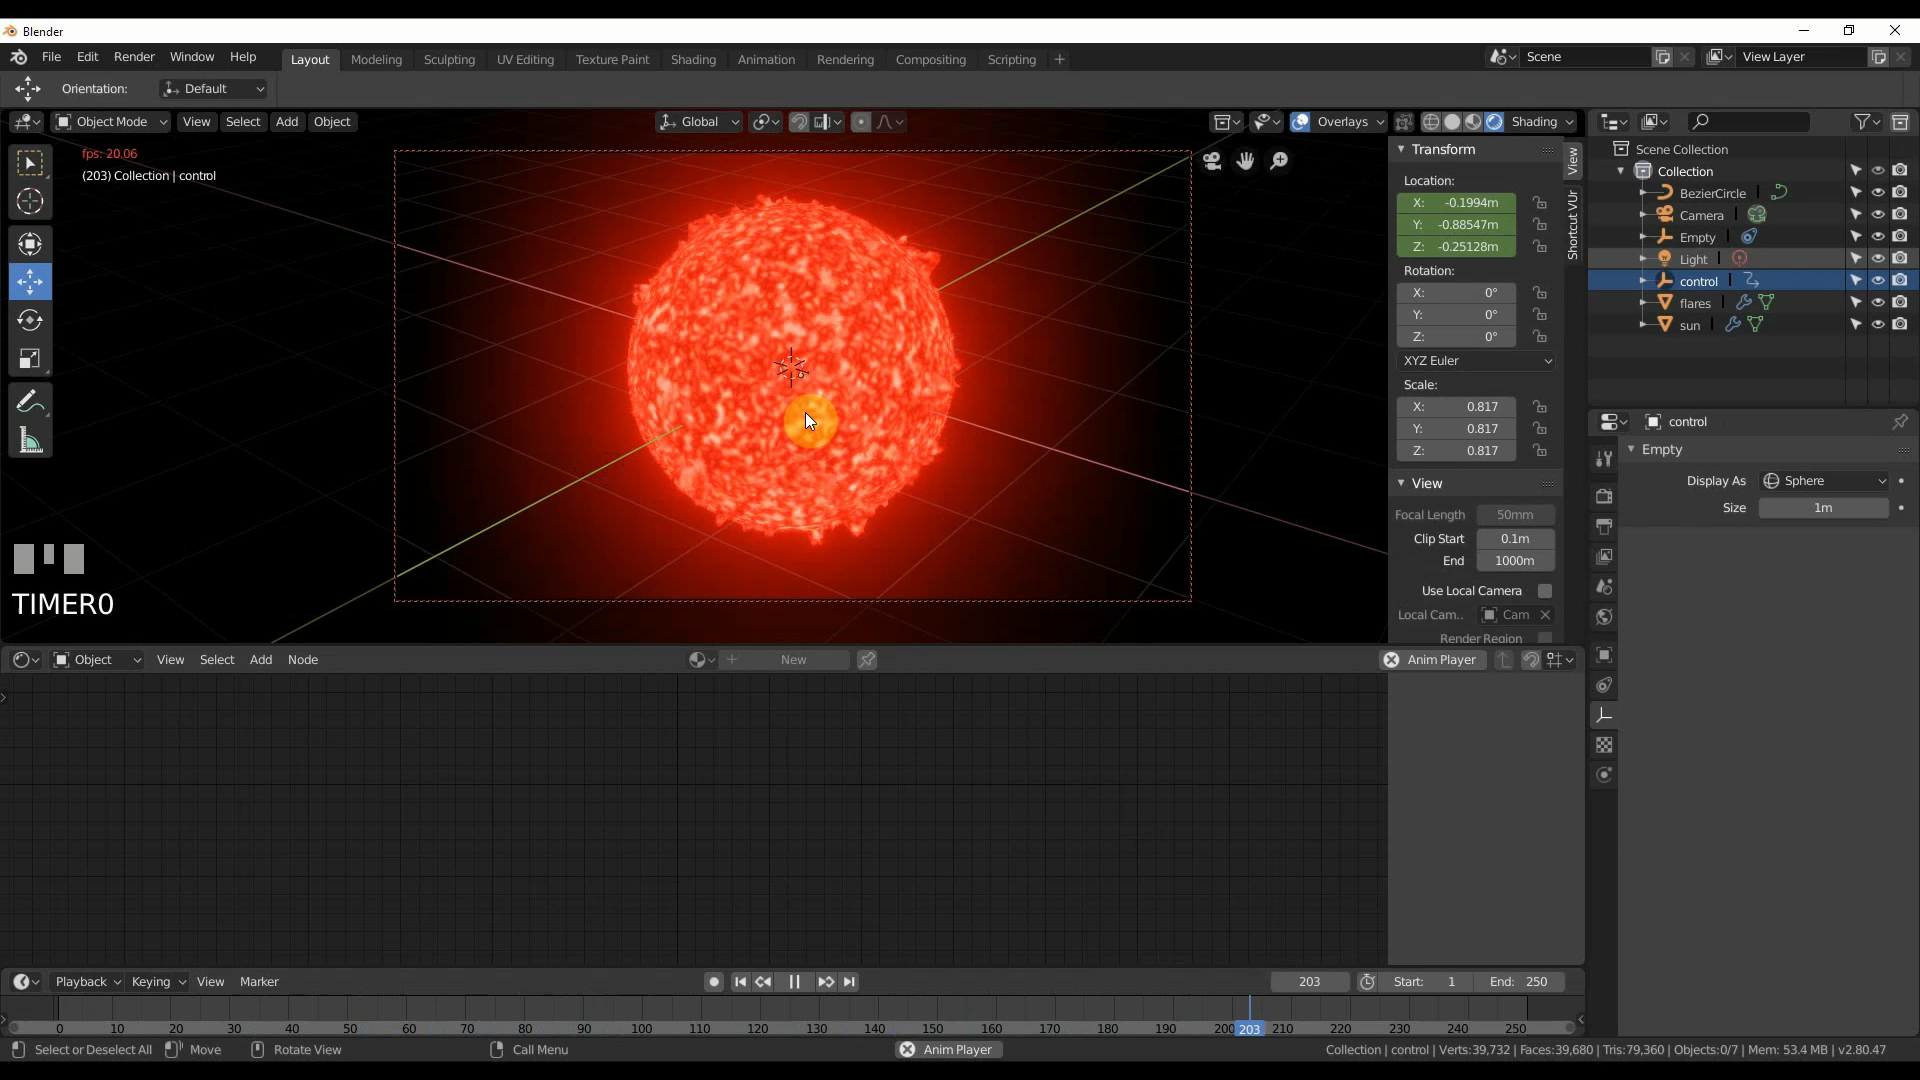 Blender
File Edit Render Window Help Layout Modeling Sculpting UV Editing Texture Paint Shading Animation Rendering Compositing Scripting + Scene View Layer
Orientation: Default
Object Mode View Select Add Object Global Overlays Shading
fps: 20.06
(203) Collection | control
Transform
Location:
X: -0.1994m
Y: -0.88547m
Z: -0.25128m
Rotation:
X: 0°
Y: 0°
Z: 0°
XYZ Euler
Scale:
X: 0.817
Y: 0.817
Z: 0.817
View
Focal Length 50mm
Clip Start 0.1m
End 1000m
Use Local Camera
Local Cam.. Cam
Render Region
View
Shortcut VUr
Scene Collection
Collection
BezierCircle
Camera
Empty
Light
control
flares
sun
control
Empty
Display As Sphere
Size 1m
TIMER0
Object View Select Add Node New Anim Player
Playback Keying View Marker 203 Start: 1 End: 250
0 10 20 30 40 50 60 70 80 90 100 110 120 130 140 150 160 170 180 190 200 203 210 220 230 240 250
Select or Deselect All Move Rotate View Call Menu Anim Player Collection | control | Verts:39,732 | Faces:39,680 | Tris:79,360 | Objects:0/7 | Mem: 53.4 MB | v2.80.47